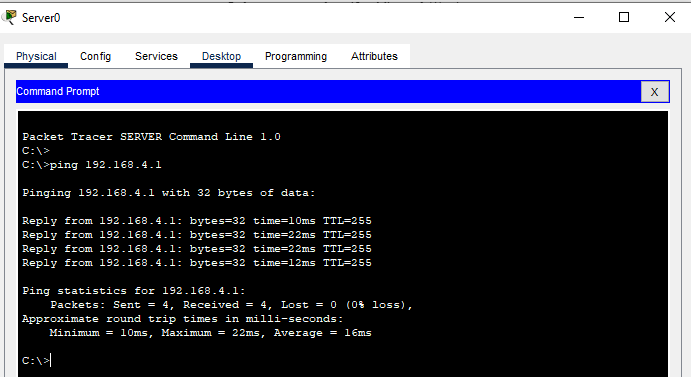 Server0
Physical Config Services Desktop Programming Attributes
Command Prompt X
Packet Tracer SERVER Command Line 1.0
C:\>
C:\>ping 192.168.4.1
Pinging 192.168.4.1 with 32 bytes of data:
Reply from 192.168.4.1: bytes=32 time=10ms TTL=255
Reply from 192.168.4.1: bytes=32 time=22ms TTL=255
Reply from 192.168.4.1: bytes=32 time=22ms TTL=255
Reply from 192.168.4.1: bytes=32 time=12ms TTL=255
Ping statistics for 192.168.4.1:
Packets: Sent = 4, Received = 4, Lost = 0 (0% loss),
Approximate round trip times in milli-seconds:
Minimum = 10ms, Maximum = 22ms, Average = 16ms
C:\>